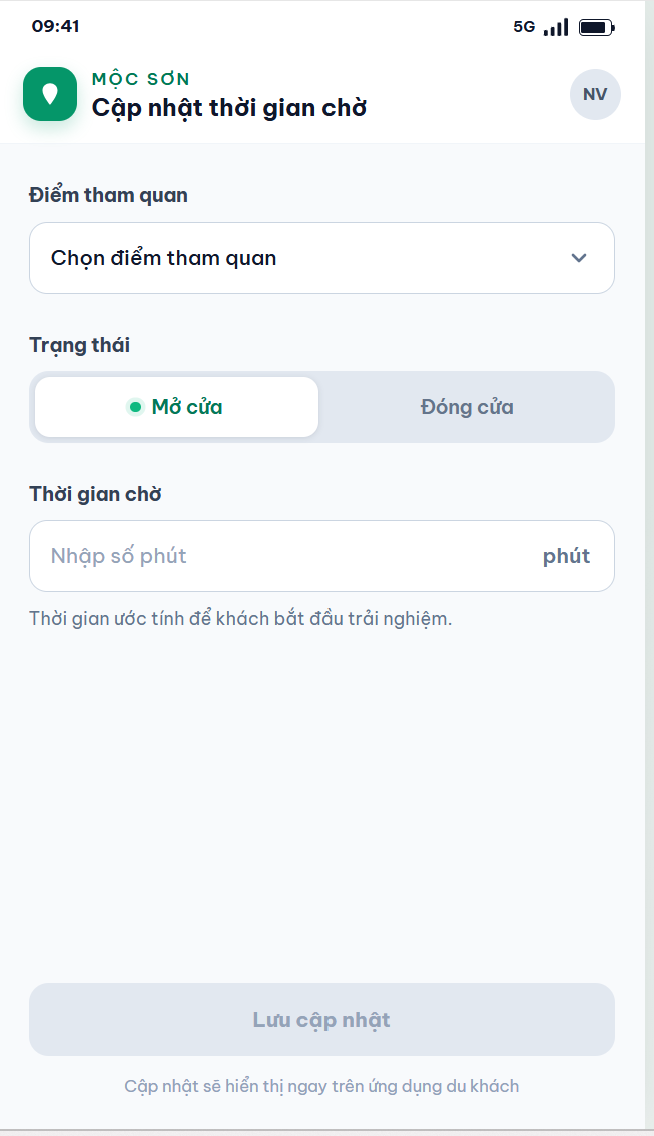 09:41
5G
MỘC SƠN
Cập nhật thời gian chờ
NV
Điểm tham quan
Chọn điểm tham quan
Trạng thái
Mở cửa
Đóng cửa
Thời gian chờ
Nhập số phút
phút
Thời gian ước tính để khách bắt đầu trải nghiệm.
Lưu cập nhật
Cập nhật sẽ hiển thị ngay trên ứng dụng du khách